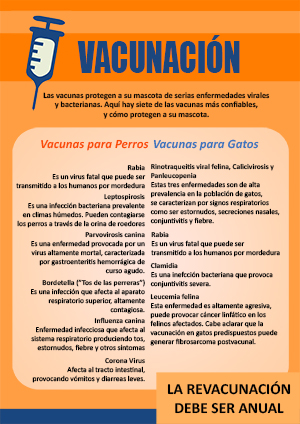 VACUNACIÓN
Las vacunas protegen a su mascota de serias enfermedades virales
y bacterianas. Aquí hay siete de las vacunas más confiables,
y cómo protegen a su mascota.
Vacunas para Perros
Rabia
Es un virus fatal que puede ser
transmitido a los humanos por mordedura
Leptospirosis
Es una infección bacteriana prevalente
en climas húmedos. Pueden contagiarse
los perros a través de la orina de roedores
Parvovirosis canina
Es una enfermedad provocada por un
virus altamente mortal, caracterizada
por gastroenteritis hemorrágica de
curso agudo.
Bordetella (“Tos de las perreras”)
Es una infección que afecta al aparato
respiratorio superior, altamente
contagiosa.
Influenza canina
Enfermedad infecciosa que afecta al
sistema respiratorio produciendo tos,
estornudos, fiebre y otros síntomas
Corona Virus
Afecta al tracto intestinal,
provocando vómitos y diarreas leves.
Vacunas para Gatos
Rinotraqueitis viral felina, Calicivirosis y
Panleucopenia
Estas tres enfermedades son de alta
prevalencia en la población de gatos,
se caracterizan por signos respiratorios
como ser estornudos, secreciones nasales,
conjuntivitis y fiebre.
Rabia
Es un virus fatal que puede ser
transmitido a los humanos por mordedura
Clamidia
Es una inefcción bacteriana que provoca
conjuntivitis severa.
Leucemia felina
Esta enfermedad es altamente agresiva,
puede provocar cáncer linfático en los
felinos afectados. Cabe aclarar que la
vacunación en gatos predispuestos puede
generar fibrosarcoma postvacunal.
LA REVACUNACIÓN
DEBE SER ANUAL